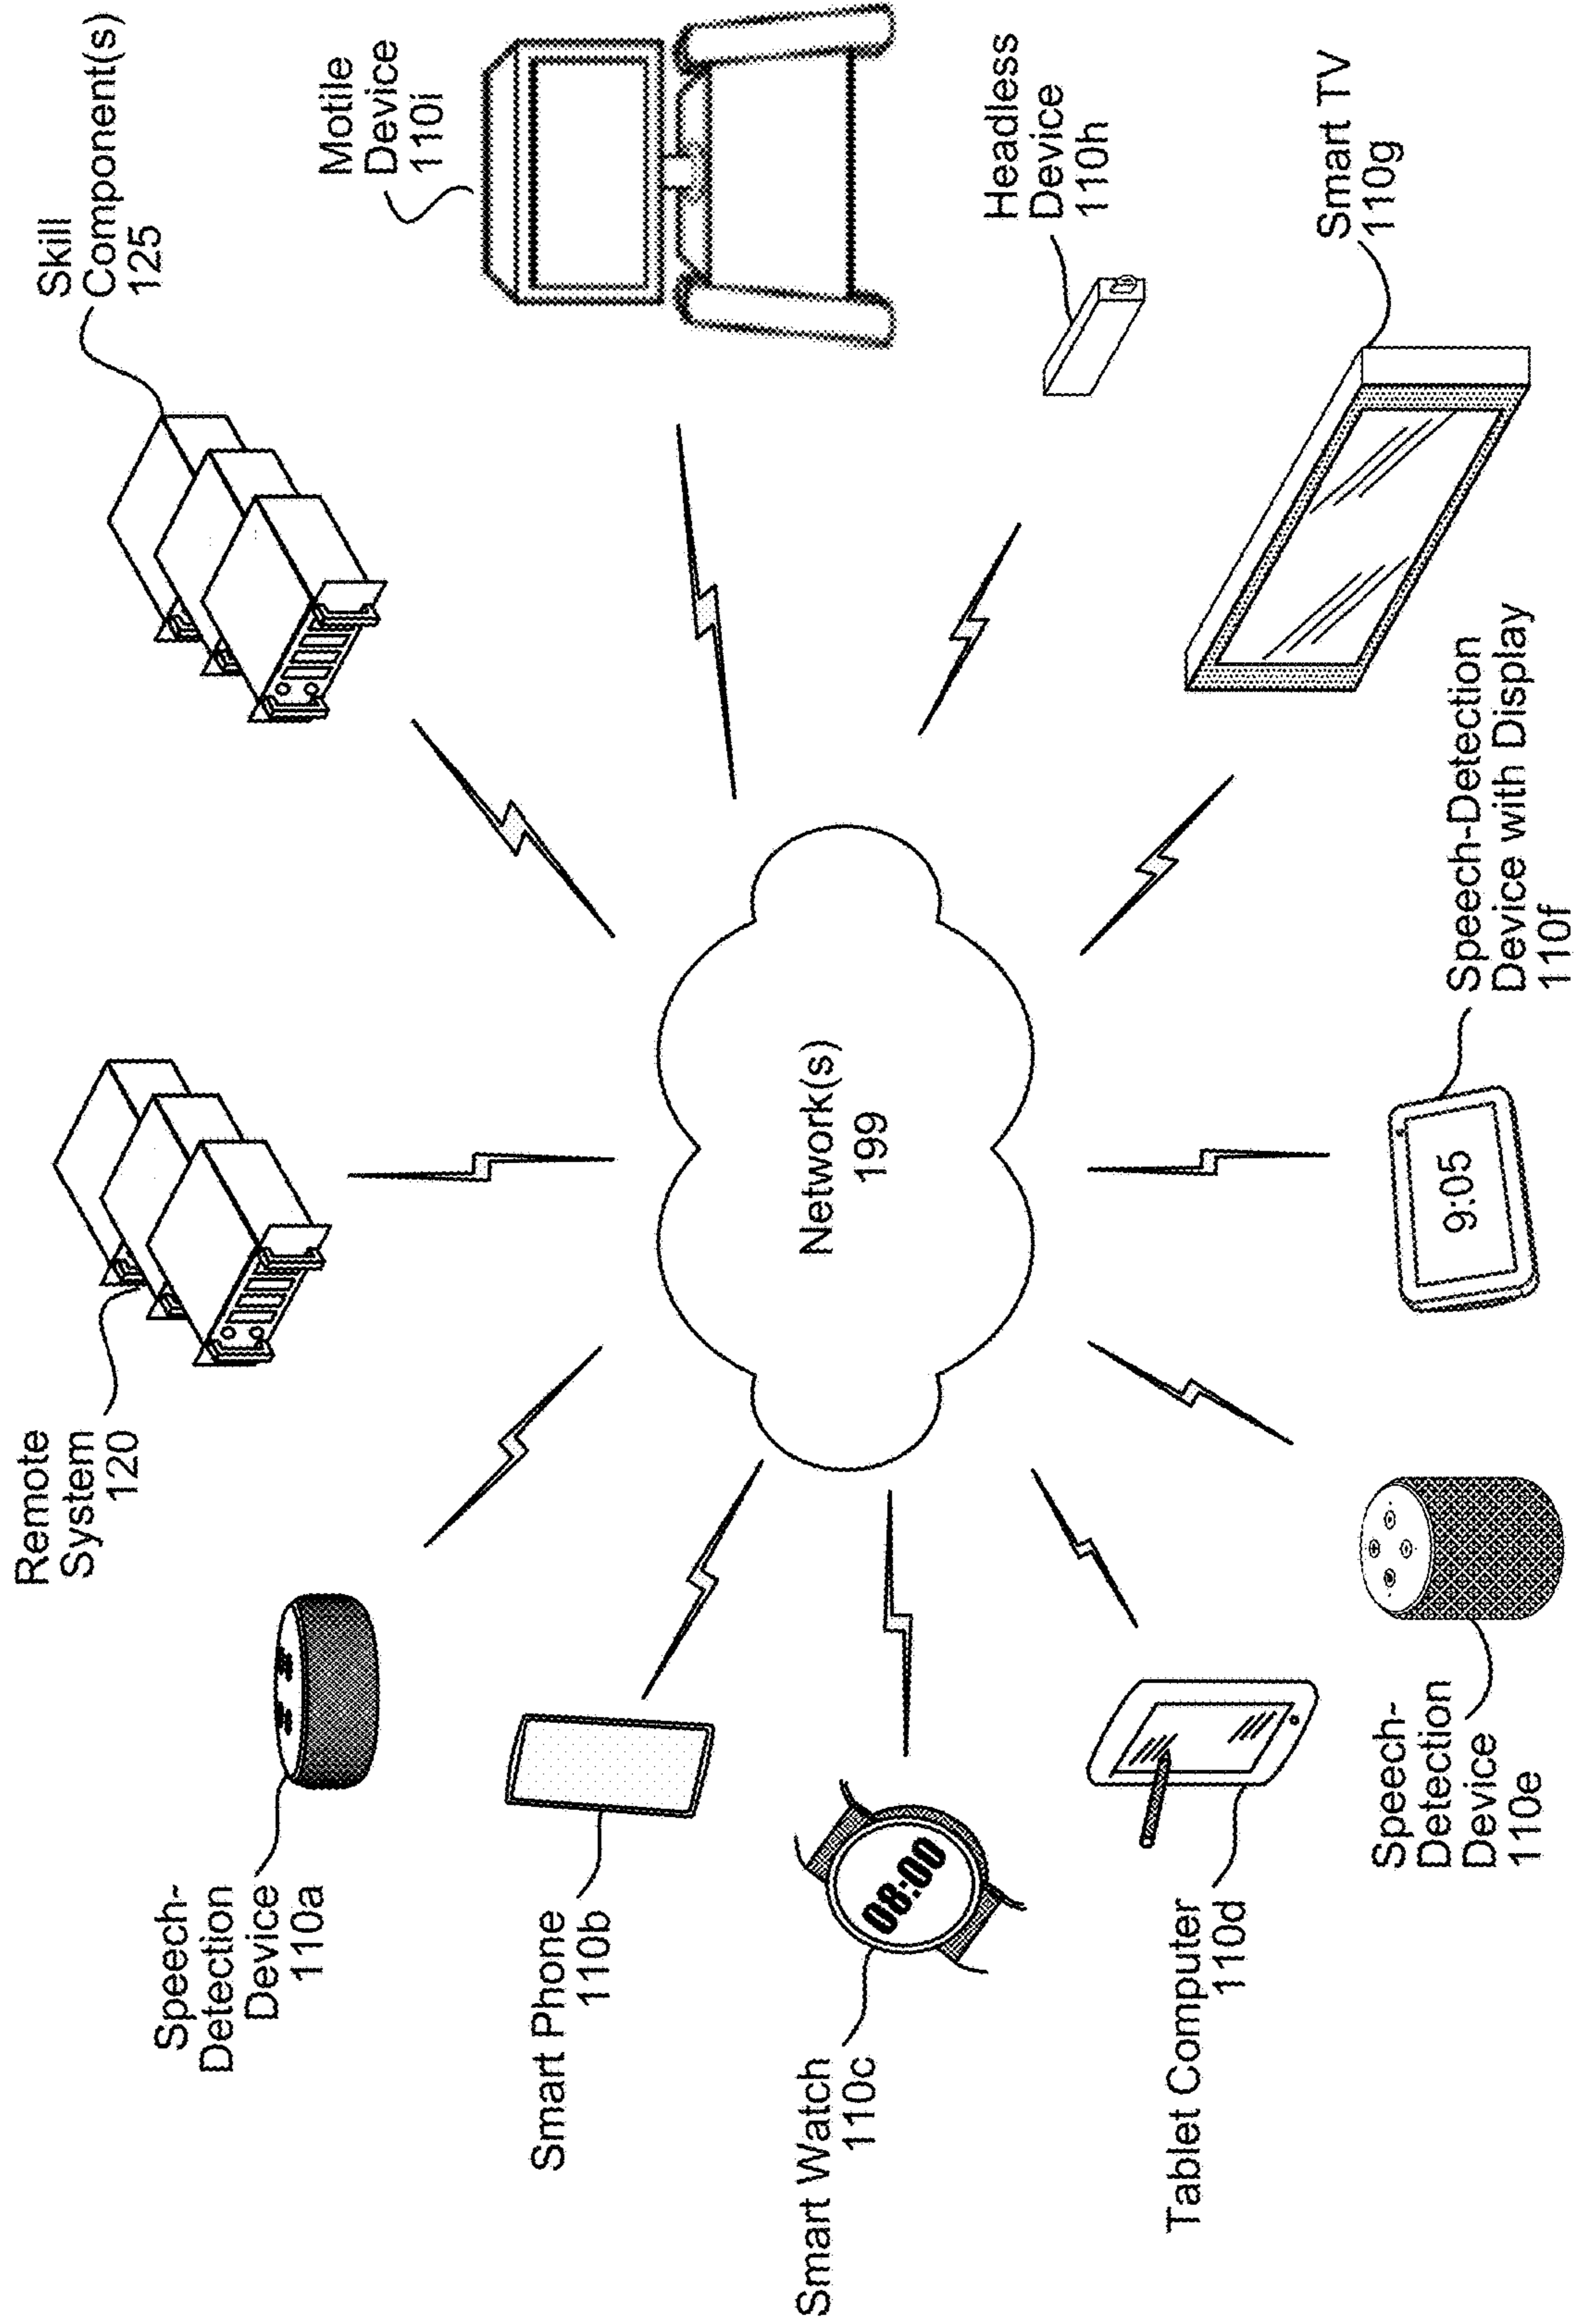 Remote
System
120
Skill
Component(s)
125
Speech-
Detection
Device
110a
Motile
Device
110i
Smart Phone
110b
Headless
Device
110h
Network(s)
199
Smart Watch
110c
08:00
Tablet Computer
110d
Smart TV
110g
Speech-
Detection
Device
110e
9:05
Speech-Detection
Device with Display
110f